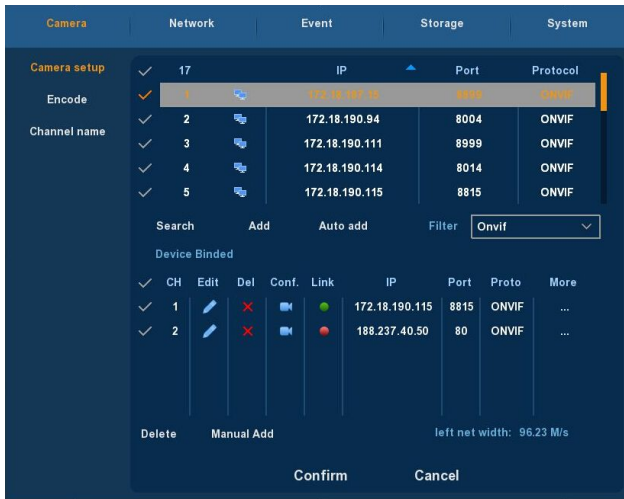 Camera Network Event Storage System
Camera setup
Encode
Channel name
17 IP Port Protocol
1 8999 ONVIF
2 172.18.190.94 8004 ONVIF
3 172.18.190.111 8999 ONVIF
4 172.18.190.114 8014 ONVIF
5 172.18.190.115 8815 ONVIF
Search Add Auto add Filter Onvif
Device Binded
CH Edit Del Conf. Link IP Port Proto More
1 172.18.190.115 8815 ONVIF ...
2 188.237.40.50 80 ONVIF ...
Delete Manual Add left net width: 96.23 M/s
Confirm Cancel